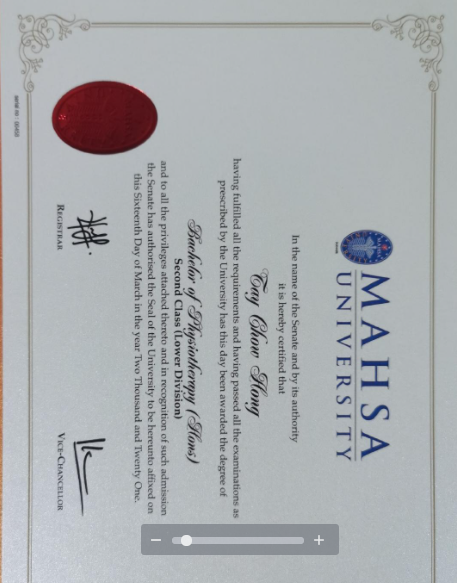 MAHSA
UNIVERSITY
In the name of the Senate and by its authority
it is hereby certified that
Tay Chow Hong
having fulfilled all the requirements and having passed all the examinations as
prescribed by the University has this day been awarded the degree of
Bachelor of Physiotherapy (Hons)
Second Class (Lower Division)
and to all the privileges attached thereto and in recognition of such admission
the Senate has authorised the Seal of the University to be hereunto affixed on
this Sixteenth Day of March in the year Two Thousand and Twenty One.
REGISTRAR
VICE-CHANCELLOR